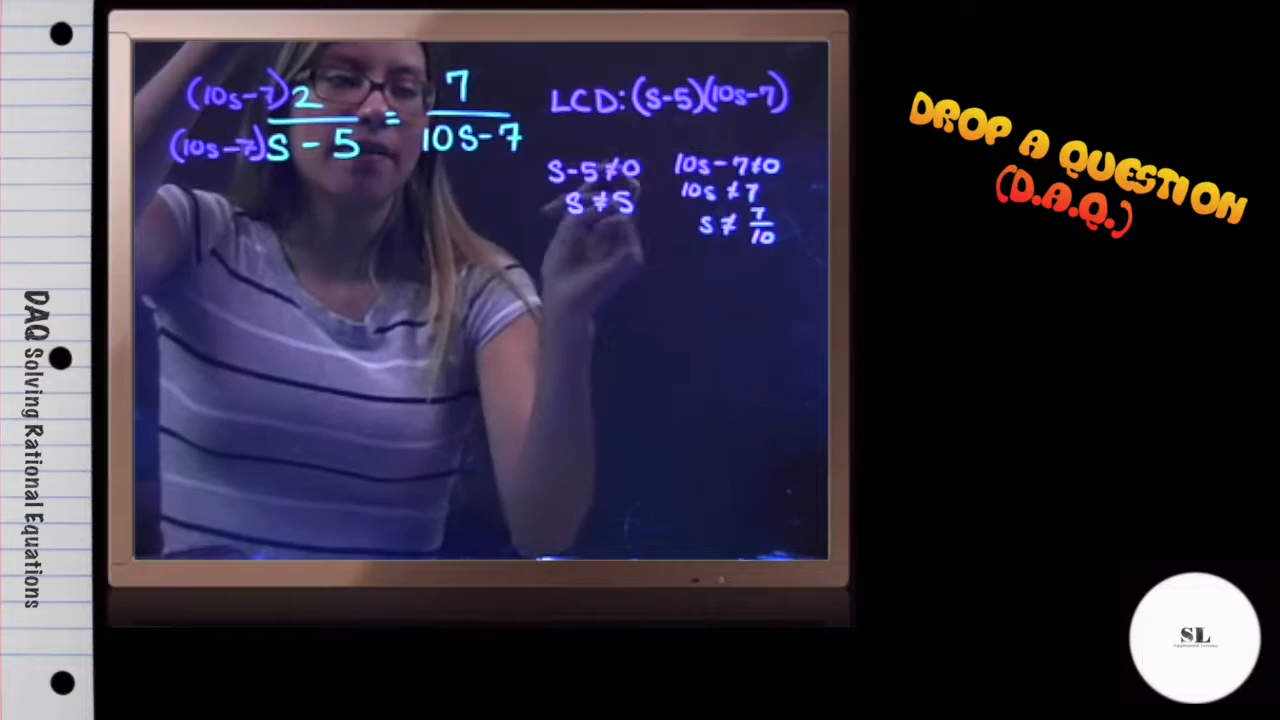 (10s-7) 2 = 7
(10s-7) s - 5 10s-7
LCD: (s-5)(10s-7)
s-5≠0
s ≠ 5
10s - 7≠0
10s ≠ 7
s ≠ 7/10
DROP A QUESTION
(D.A.Q.)
DAQ Solving Rational Equations
SL